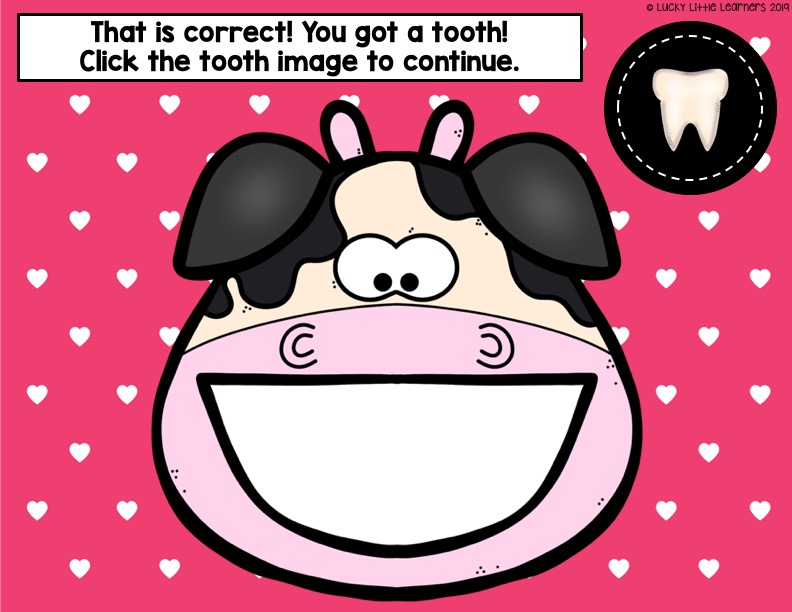 © Lucky Little Learners 2019
That is correct! You got a tooth!
Click the tooth image to continue.